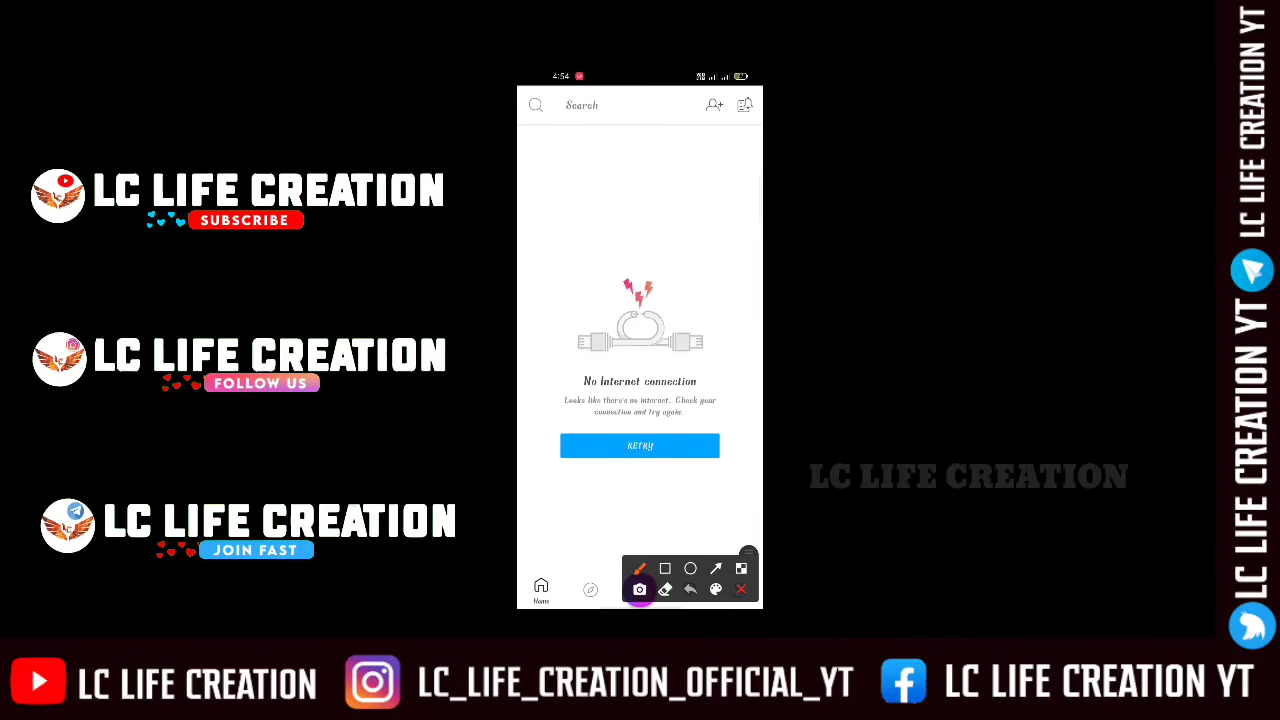 4:54
Search
No Internet connection
Looks like there's no internet. Check your
connection and try again.
RETRY
Home
LC LIFE CREATION
SUBSCRIBE
LC LIFE CREATION
FOLLOW US
LC LIFE CREATION
JOIN FAST
LC LIFE CREATION
LC LIFE CREATION YT
LC LIFE CREATION YT
LC LIFE CREATION
LC_LIFE_CREATION_OFFICIAL_YT
LC LIFE CREATION YT